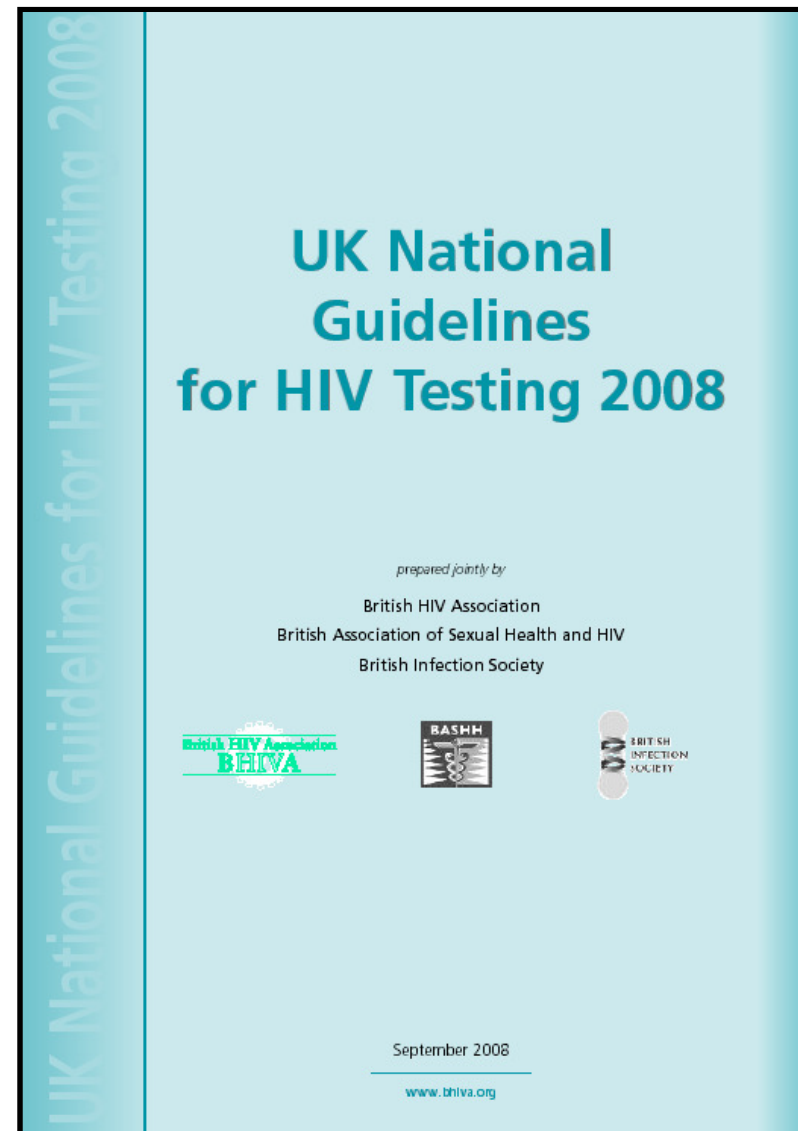 UK National Guidelines for HIV Testing 2008
UK National
Guidelines
for HIV Testing 2008
prepared jointly by
British HIV Association
British Association of Sexual Health and HIV
British Infection Society
British HIV Association
BHIVA
BASHH
BRITISH
INFECTION
SOCIETY
September 2008
www.bhiva.org